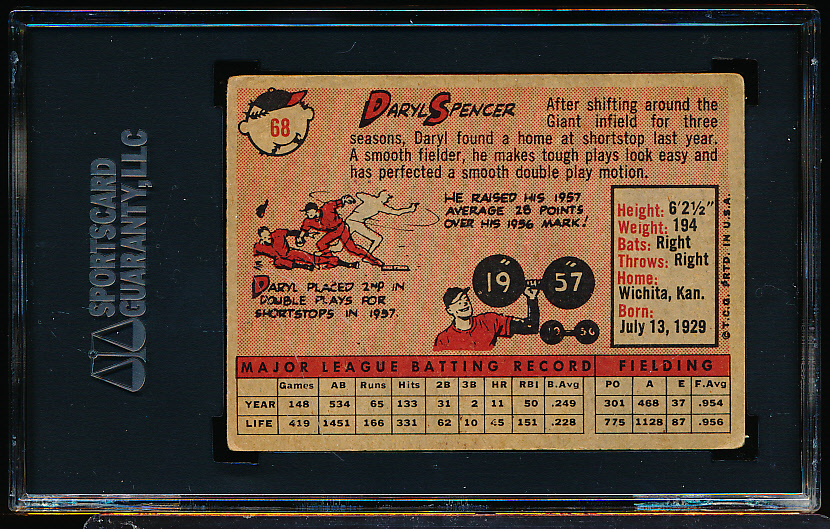 SPORTSCARD
GUARANTY, LLC
68
DARYL SPENCER
After shifting around the
Giant infield for three
seasons, Daryl found a home at shortstop last year.
A smooth fielder, he makes tough plays look easy and
has perfected a smooth double play motion.
HE RAISED HIS 1957
AVERAGE 28 POINTS
OVER HIS 1956 MARK!
DARYL PLACED 2ND IN
DOUBLE PLAYS FOR
SHORTSTOPS IN 1957.
19 57
19 56
Height: 6'2½"
Weight: 194
Bats: Right
Throws: Right
Home:
Wichita, Kan.
Born:
July 13, 1929
© T.C.G. PRTD. IN U.S.A.
MAJOR LEAGUE BATTING RECORD FIELDING
Games AB Runs Hits 2B 3B HR RBI B.Avg PO A E F.Avg
YEAR 148 534 65 133 31 2 11 50 .249 301 468 37 .954
LIFE 419 1451 166 331 62 10 45 151 .228 775 1128 87 .956